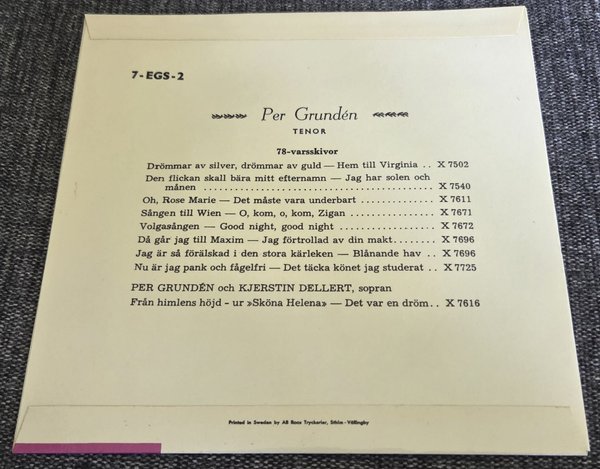 7-EGS-2
Per Grundén
TENOR
78-varsskivor
Drömmar av silver, drömmar av guld — Hem till Virginia .. X 7502
Den flickan skall bära mitt efternamn — Jag har solen och
månen .......................................... X 7540
Oh, Rose Marie — Det måste vara underbart ................ X 7611
Sången till Wien — O, kom, o, kom, Zigan ................ X 7671
Volgasången — Good night, good night .................... X 7672
Då går jag till Maxim — Jag förtrollad av din makt........ X 7696
Jag är så förälskad i den stora kärleken — Blånande hav .. X 7696
Nu är jag pank och fågelfri — Det täcka könet jag studerat .. X 7725
PER GRUNDÉN och KJERSTIN DELLERT, sopran
Från himlens höjd - ur »Sköna Helena» — Det var en dröm.. X 7616
Printed in Sweden by AB Roos Tryckerier, Sthlm - Vällingby